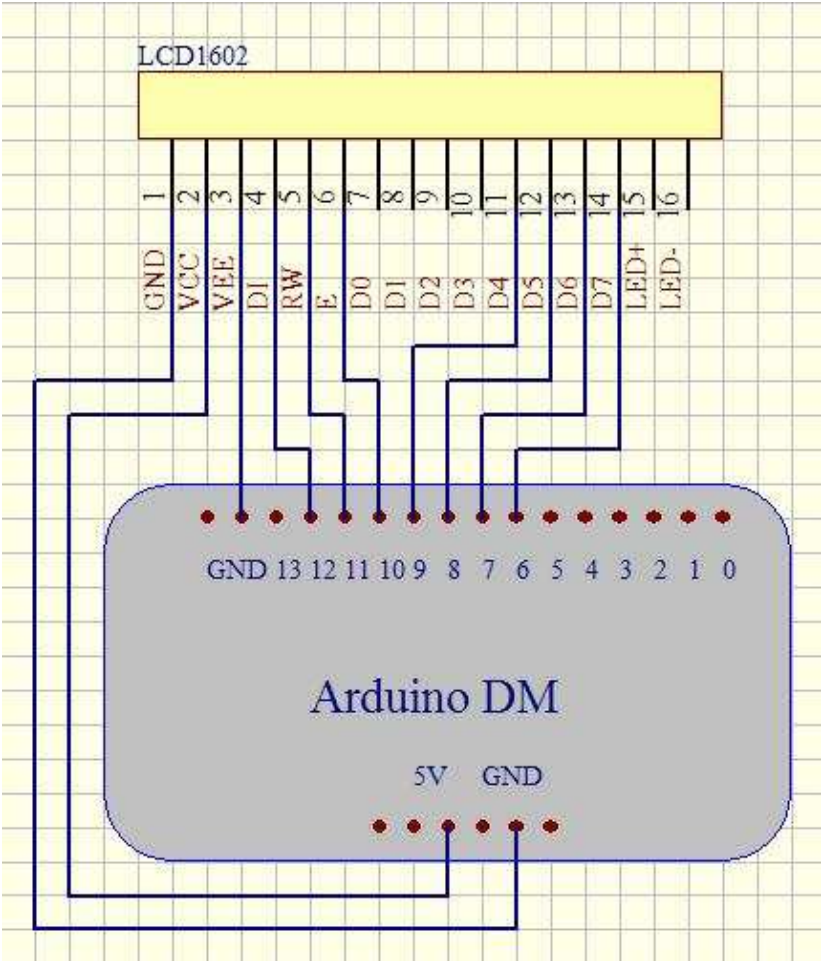 LCD1602
1 2 3 4 5 6 7 8 9 10 11 12 13 14 15 16
GND VCC VEE DI RW E D0 D1 D2 D3 D4 D5 D6 D7 LED+ LED-
GND 13 12 11 10 9 8 7 6 5 4 3 2 1 0
Arduino DM
5V GND